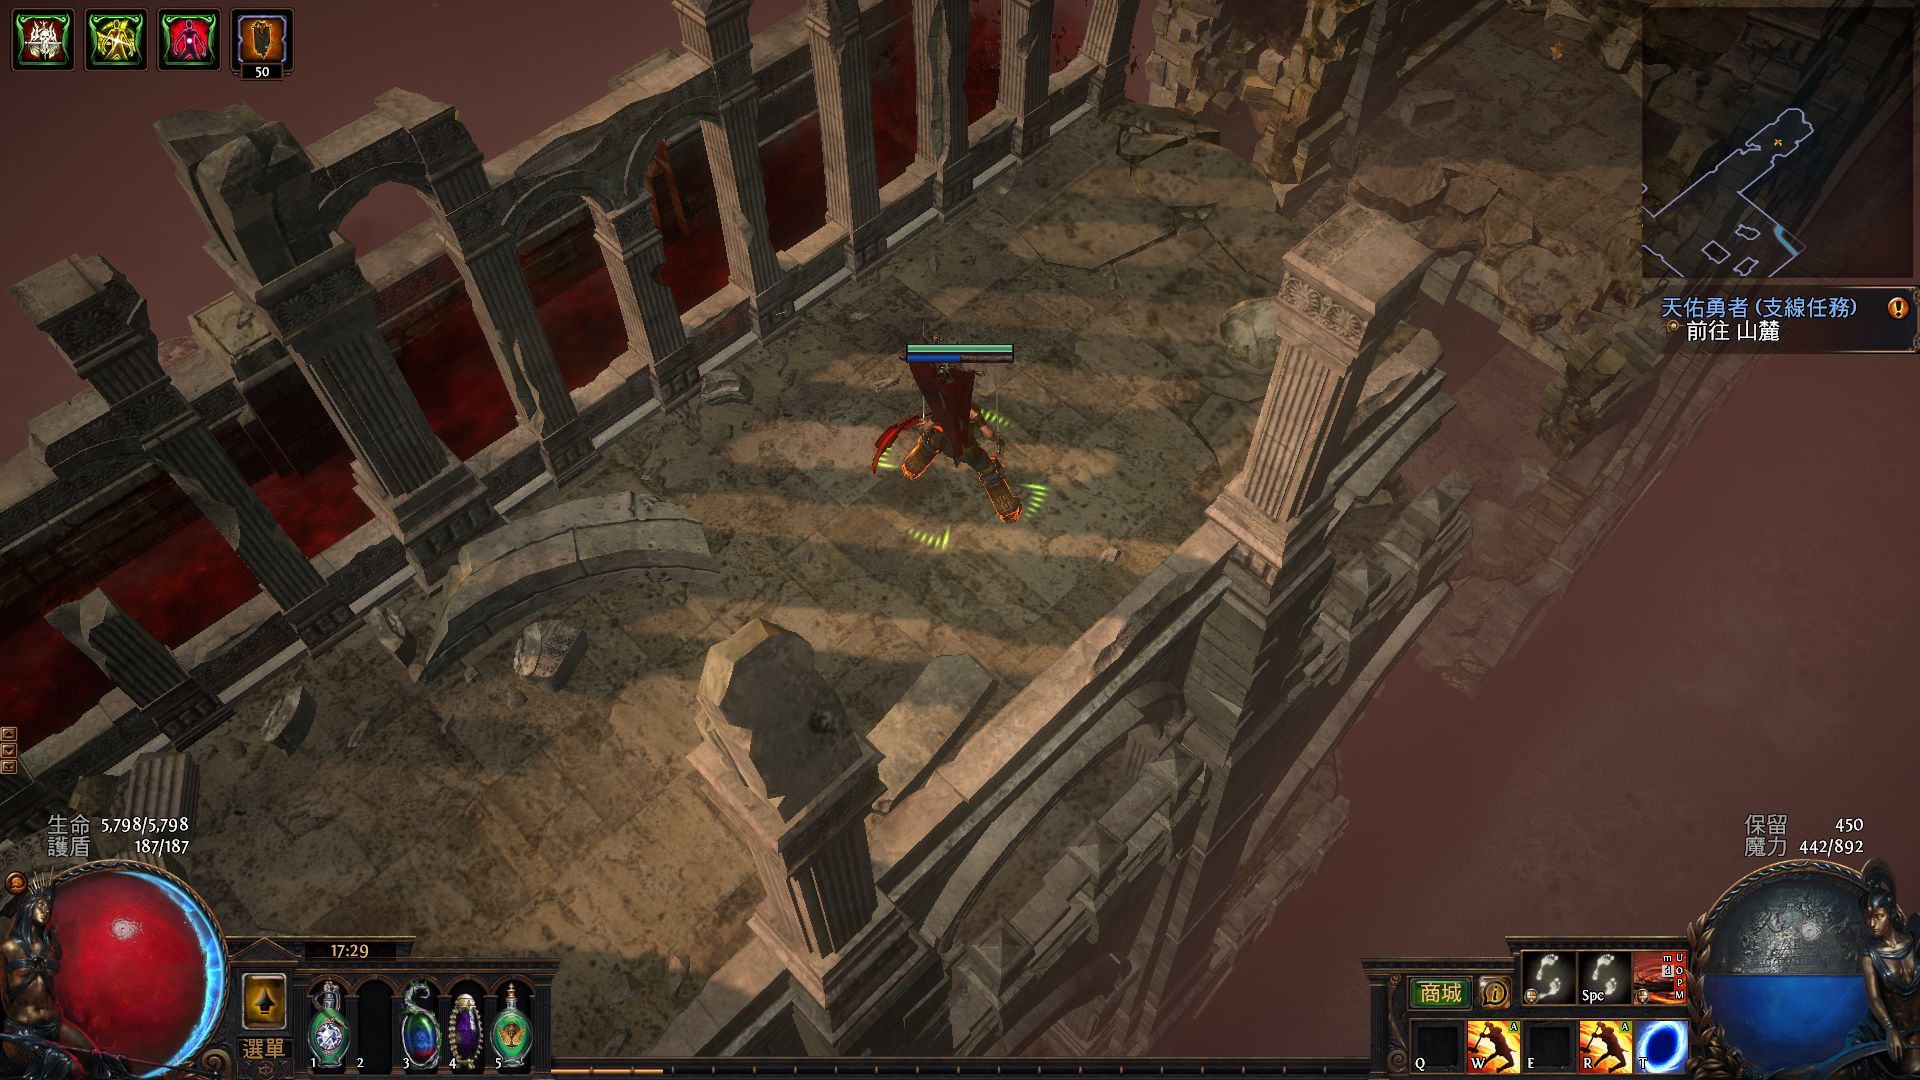 50
天佑勇者 (支線任務)
前往 山麓
生命 5,798/5,798
護盾 187/187
保留 450
魔力 442/892
17:29
選單
1 2 3 4 5
商城
Spc
m U
d O
P
M
Q W A E R A T